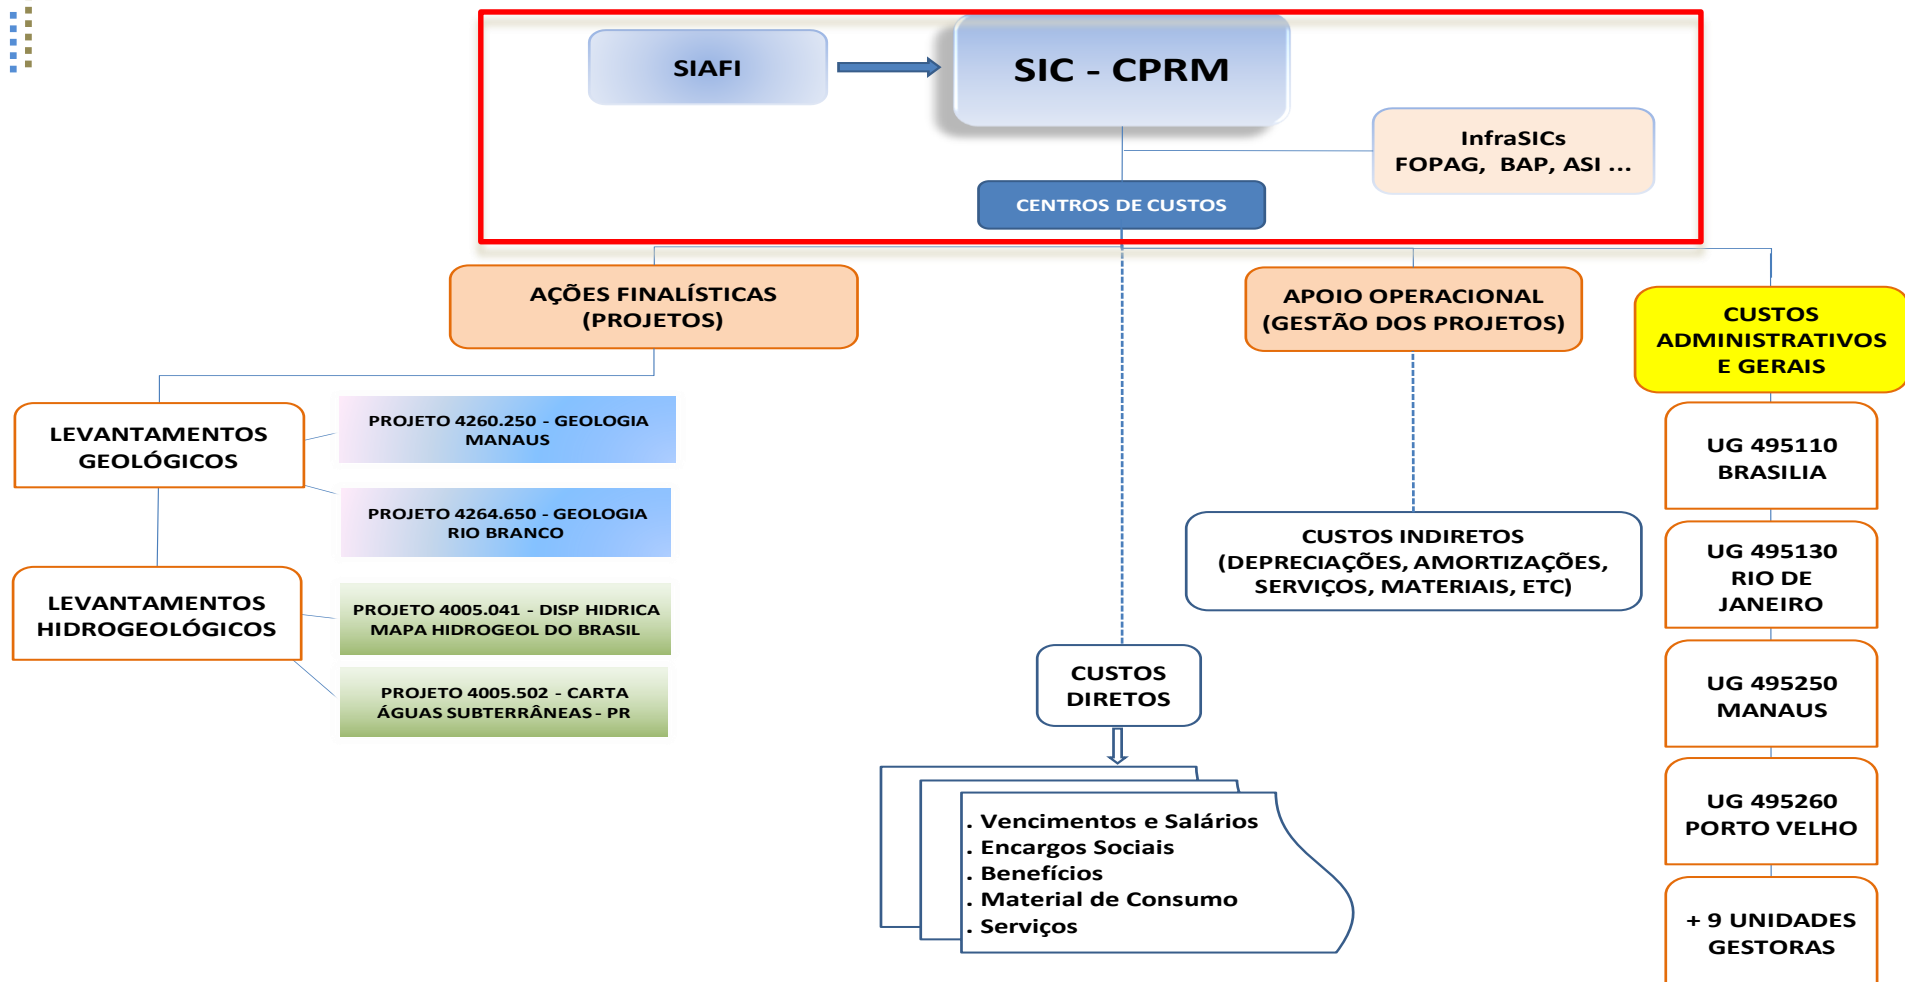 SIAFI
SIC - CPRM
InfraSICs
FOPAG, BAP, ASI ...
CENTROS DE CUSTOS
AÇÕES FINALÍSTICAS
(PROJETOS)
APOIO OPERACIONAL
(GESTÃO DOS PROJETOS)
CUSTOS
ADMINISTRATIVOS
E GERAIS
LEVANTAMENTOS
GEOLÓGICOS
PROJETO 4260.250 - GEOLOGIA
MANAUS
PROJETO 4264.650 - GEOLOGIA
RIO BRANCO
LEVANTAMENTOS
HIDROGEOLÓGICOS
PROJETO 4005.041 - DISP HIDRICA
MAPA HIDROGEOL DO BRASIL
PROJETO 4005.502 - CARTA
ÁGUAS SUBTERRÂNEAS - PR
CUSTOS INDIRETOS
(DEPRECIAÇÕES, AMORTIZAÇÕES,
SERVIÇOS, MATERIAIS, ETC)
CUSTOS
DIRETOS
. Vencimentos e Salários
. Encargos Sociais
. Benefícios
. Material de Consumo
. Serviços
UG 495110
BRASILIA
UG 495130
RIO DE
JANEIRO
UG 495250
MANAUS
UG 495260
PORTO VELHO
+ 9 UNIDADES
GESTORAS